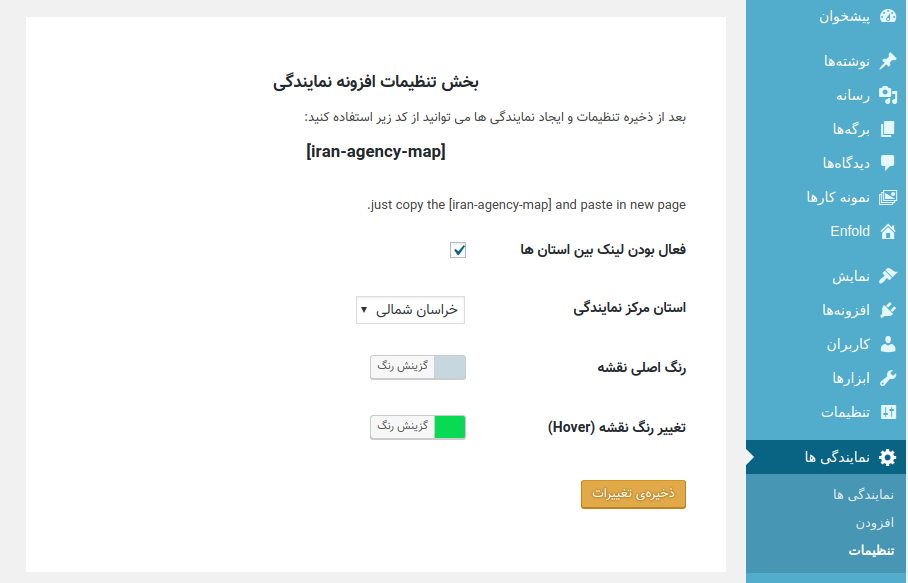 پیشخوان
نوشته‌ها
رسانه
برگه‌ها
دیدگاه‌ها
نمونه کارها
Enfold
نمایش
افزونه‌ها
کاربران
ابزارها
تنظیمات
نمایندگی ها
نمایندگی ها
افزودن
تنظیمات
بخش تنظیمات افزونه نمایندگی
بعد از ذخیره تنظیمات و ایجاد نمایندگی ها می توانید از کد زیر استفاده کنید:
[iran-agency-map]
.just copy the [iran-agency-map] and paste in new page
فعال بودن لینک بین استان ها
استان مرکز نمایندگی خراسان شمالی
رنگ اصلی نقشه گزینش رنگ
تغییر رنگ نقشه (Hover) گزینش رنگ
ذخیره‌ی تغییرات